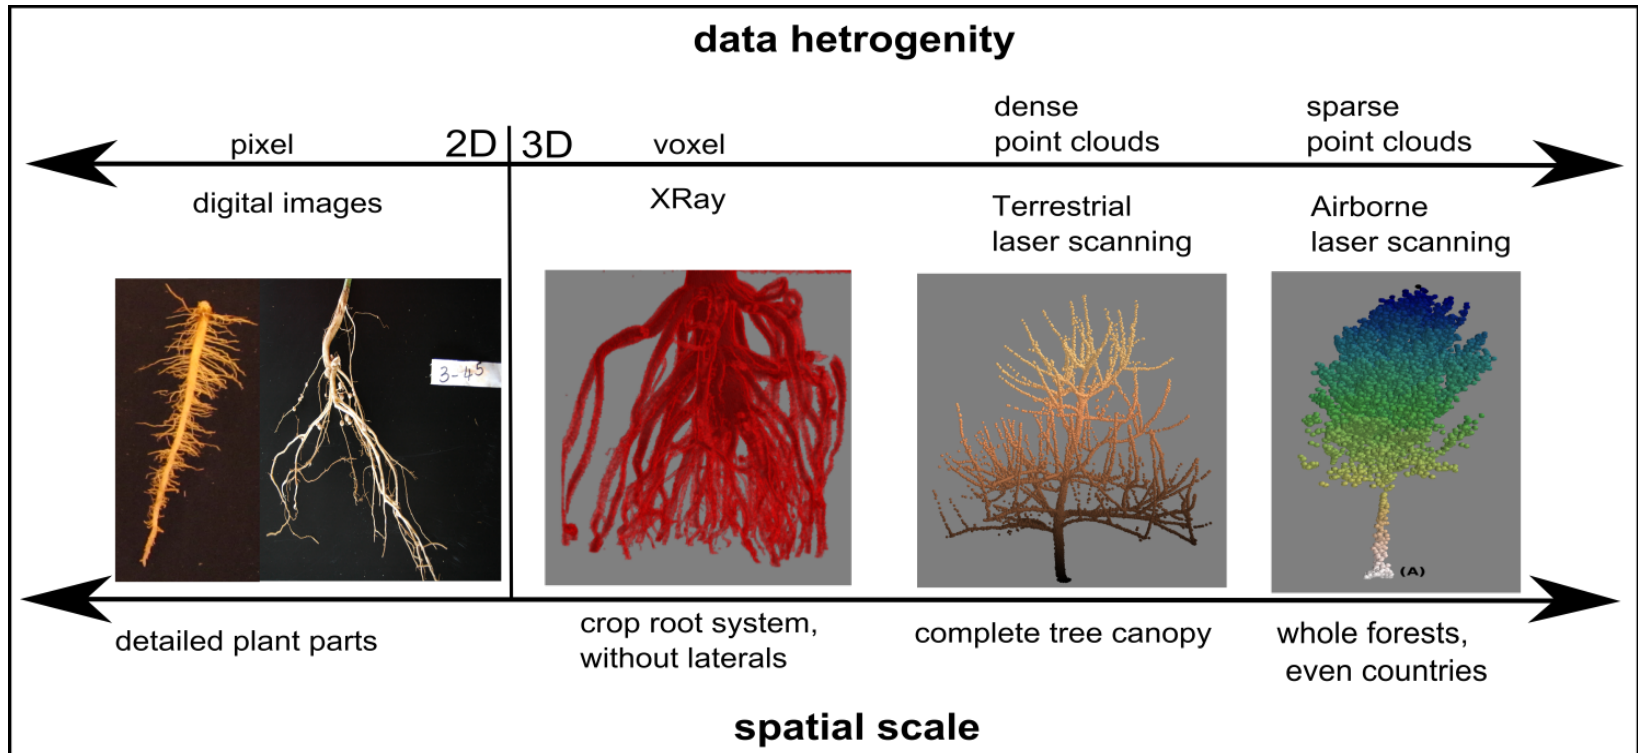 data hetrogenity
pixel
2D
3D
voxel
dense
point clouds
sparse
point clouds
digital images
XRay
Terrestrial
laser scanning
Airborne
laser scanning
3-45
(A)
detailed plant parts
crop root system,
without laterals
complete tree canopy
whole forests,
even countries
spatial scale